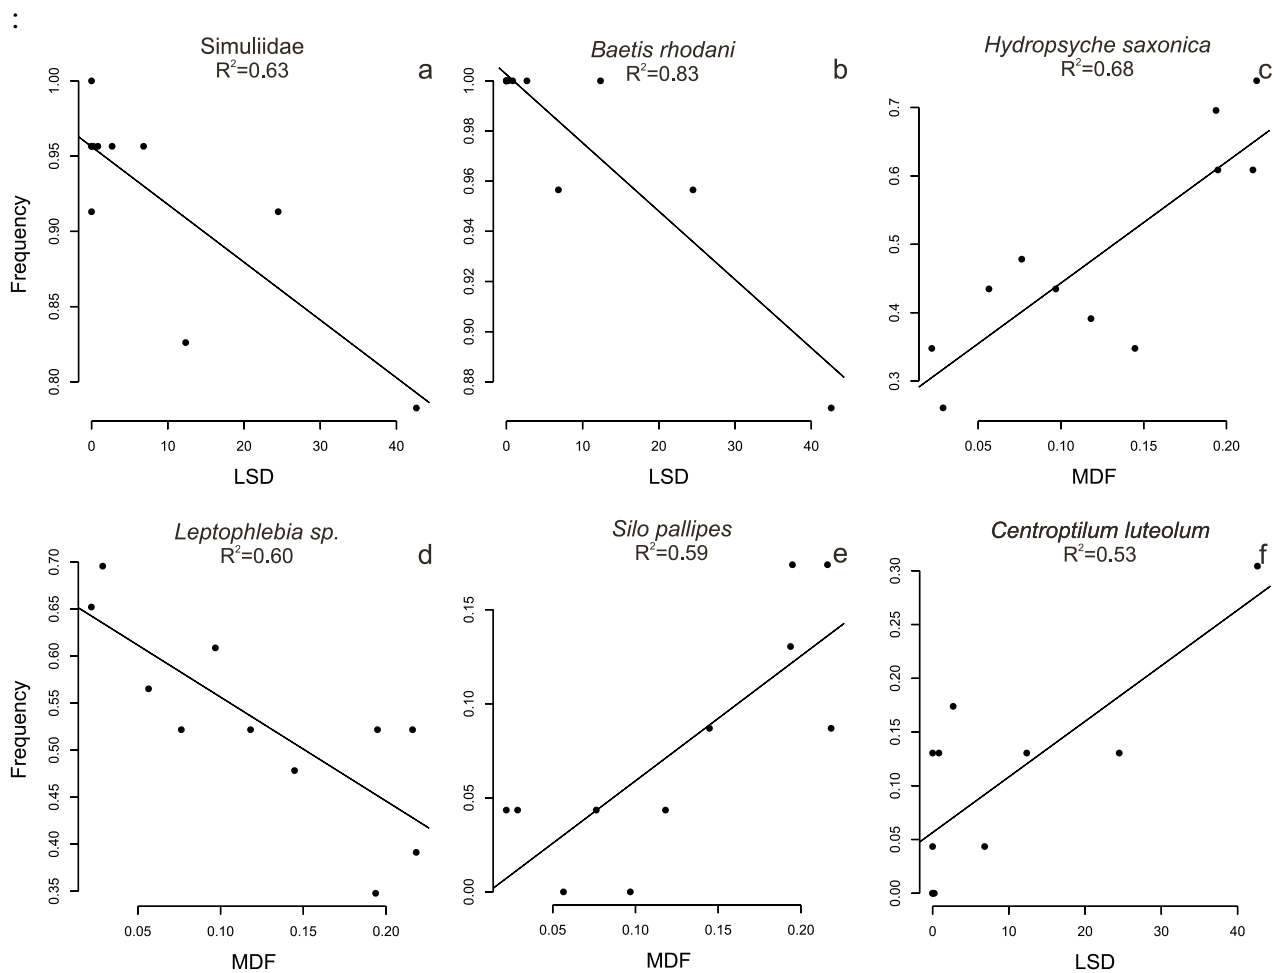 :
Simuliidae
R²=0.63
a
Frequency
1.00
0.95
0.90
0.85
0.80
0 10 20 30 40
LSD
Baetis rhodani
R²=0.83
b
1.00
0.98
0.96
0.94
0.92
0.90
0.88
0 10 20 30 40
LSD
Hydropsyche saxonica
R²=0.68
c
0.7
0.6
0.5
0.4
0.3
0.05 0.10 0.15 0.20
MDF
Leptophlebia sp.
R²=0.60
d
Frequency
0.70
0.65
0.60
0.55
0.50
0.45
0.40
0.35
0.05 0.10 0.15 0.20
MDF
Silo pallipes
R²=0.59
e
0.15
0.10
0.05
0.00
0.05 0.10 0.15 0.20
MDF
Centroptilum luteolum
R²=0.53
f
0.30
0.25
0.20
0.15
0.10
0.05
0.00
0 10 20 30 40
LSD